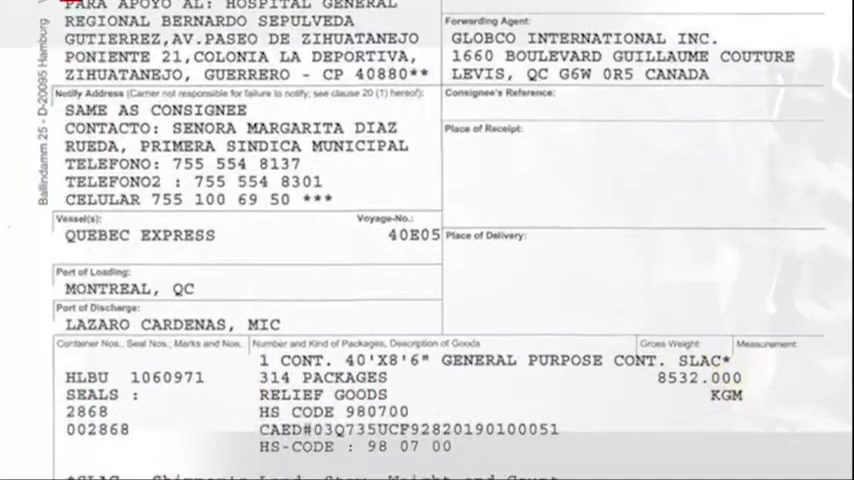 PARA APOYO AL: HOSPITAL GENERAL
REGIONAL BERNARDO SEPULVEDA
GUTIERREZ,AV.PASEO DE ZIHUATANEJO
PONIENTE 21,COLONIA LA DEPORTIVA,
ZIHUATANEJO, GUERRERO - CP 40880**
Forwarding Agent:
GLOBCO INTERNATIONAL INC.
1660 BOULEVARD GUILLAUME COUTURE
LEVIS, QC G6W 0R5 CANADA
Ballindamm 25 - D-20095 Hamburg
Notify Address (Carrier not responsible for failure to notify; see clause 20 (1) hereof):
SAME AS CONSIGNEE
CONTACTO: SENORA MARGARITA DIAZ
RUEDA, PRIMERA SINDICA MUNICIPAL
TELEFONO: 755 554 8137
TELEFONO2 : 755 554 8301
CELULAR 755 100 69 50 ***
Consignee's Reference:
Place of Receipt:
Vessel(s): Voyage-No.:
QUEBEC EXPRESS 40E05
Place of Delivery:
Port of Loading:
MONTREAL, QC
Port of Discharge:
LAZARO CARDENAS, MIC
Container Nos., Seal Nos.; Marks and Nos. Number and Kind of Packages, Description of Goods Gross Weight: Measurement:
1 CONT. 40'X8'6" GENERAL PURPOSE CONT. SLAC*
HLBU 1060971 314 PACKAGES 8532.000
SEALS : RELIEF GOODS KGM
2868 HS CODE 980700
002868 CAED#03Q735UCF92820190100051
HS-CODE : 98 07 00
*SLAC = Shipper's Load, Stow, Weight and Count